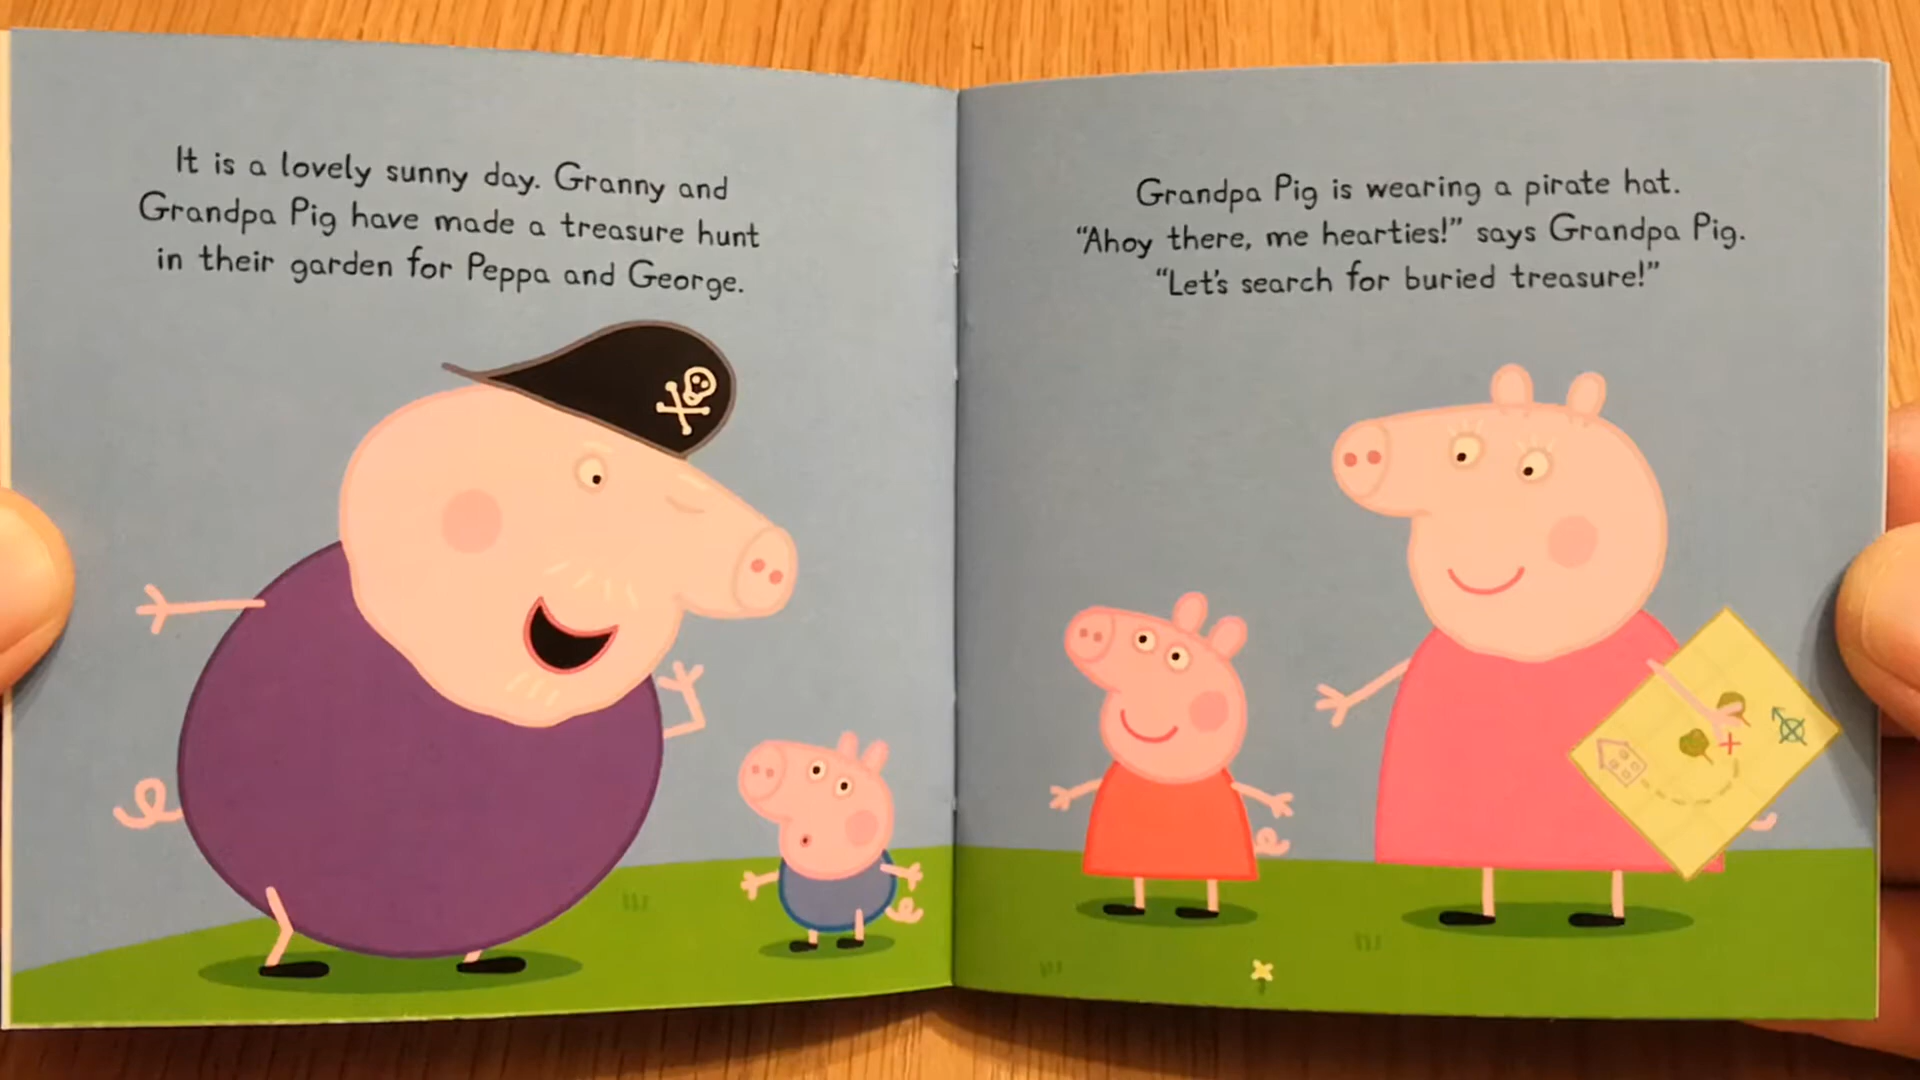 It is a lovely sunny day. Granny and
Grandpa Pig have made a treasure hunt
in their garden for Peppa and George.
Grandpa Pig is wearing a pirate hat.
“Ahoy there, me hearties!” says Grandpa Pig.
“Let's search for buried treasure!”